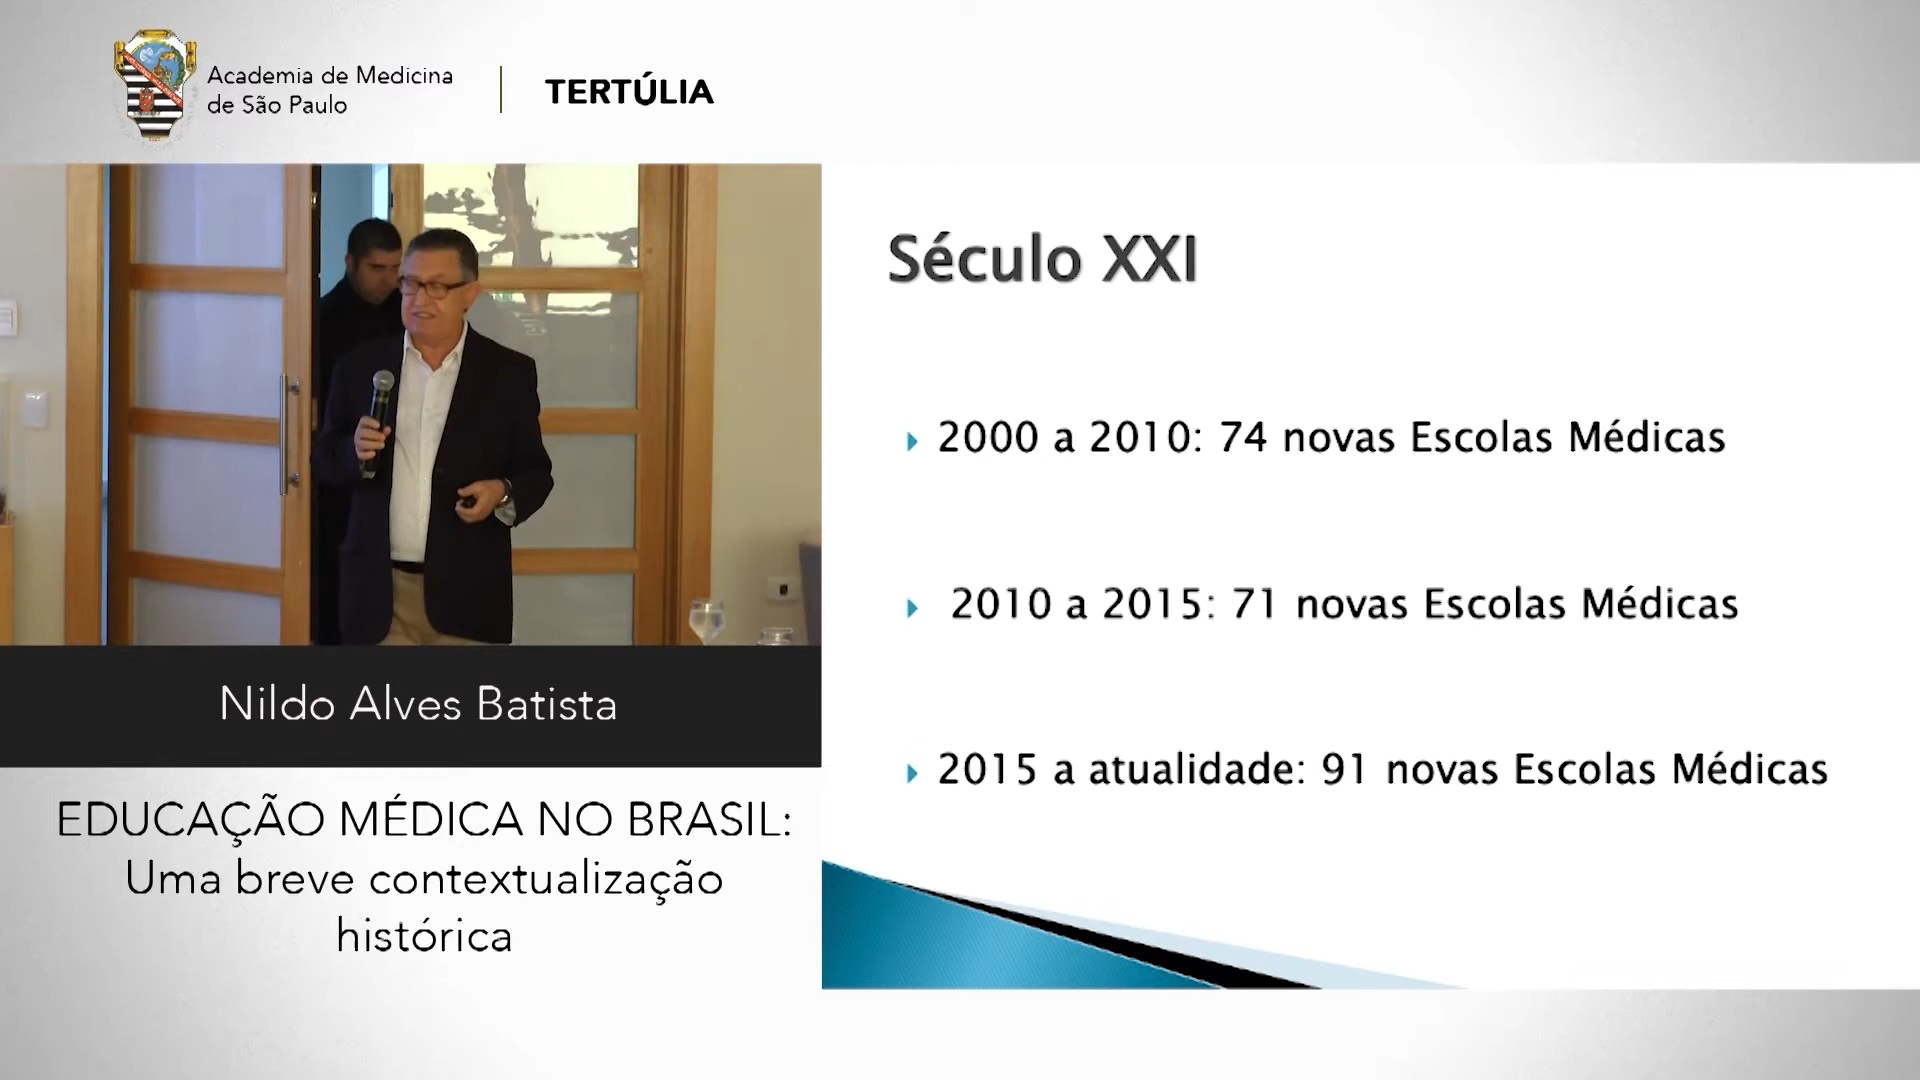 Academia de Medicina
de São Paulo
TERTÚLIA
Nildo Alves Batista
EDUCAÇÃO MÉDICA NO BRASIL:
Uma breve contextualização
histórica
Século XXI
2000 a 2010: 74 novas Escolas Médicas
2010 a 2015: 71 novas Escolas Médicas
2015 a atualidade: 91 novas Escolas Médicas